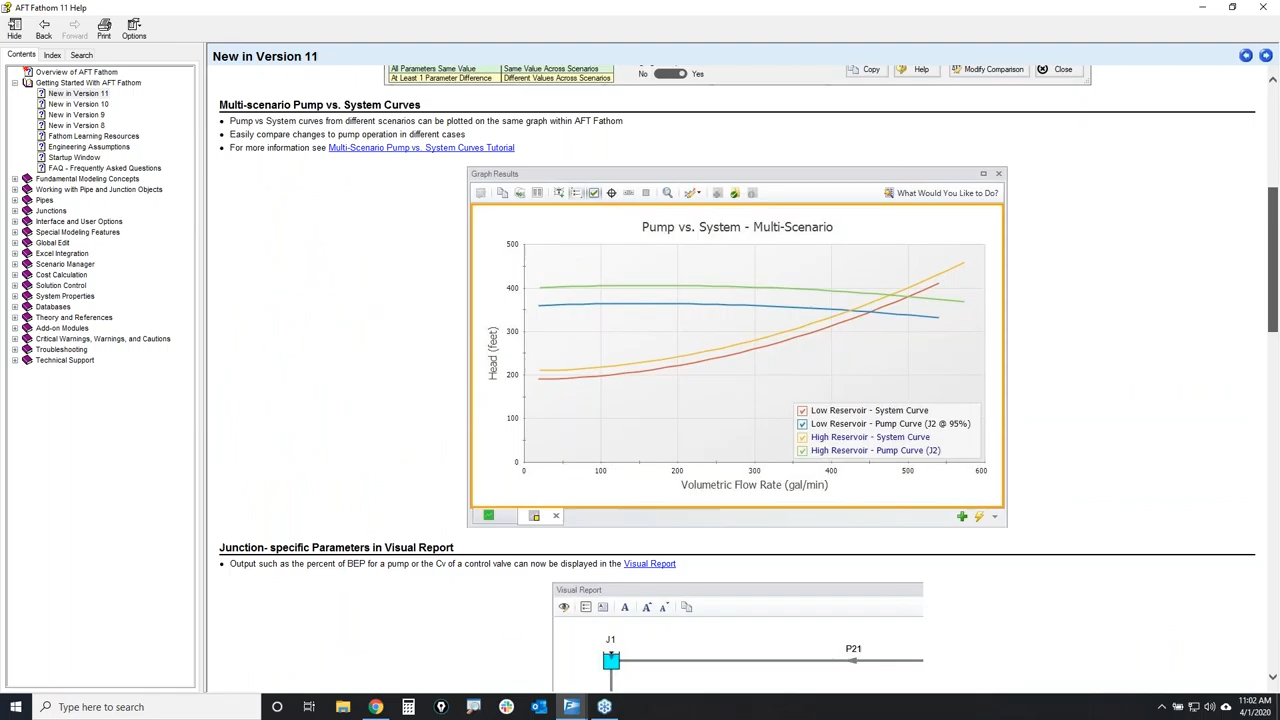 AFT Fathom 11 Help
Hide
Back
Forward
Print
Options
Contents
Index
Search
Overview of AFT Fathom
Getting Started With AFT Fathom
New in Version 11
New in Version 10
New in Version 9
New in Version 8
Fathom Learning Resources
Engineering Assumptions
Startup Window
FAQ - Frequently Asked Questions
Fundamental Modeling Concepts
Working with Pipe and Junction Objects
Pipes
Junctions
Interface and User Options
Special Modeling Features
Global Edit
Excel Integration
Scenario Manager
Cost Calculation
Solution Control
System Properties
Databases
Theory and References
Add-on Modules
Critical Warnings, Warnings, and Cautions
Troubleshooting
Technical Support
New in Version 11
All Parameters Same Value
Same Value Across Scenarios
At Least 1 Parameter Difference
Different Values Across Scenarios
No
Yes
Copy
Help
Modify Comparison
Close
Multi-scenario Pump vs. System Curves
• Pump vs System curves from different scenarios can be plotted on the same graph within AFT Fathom
• Easily compare changes to pump operation in different cases
• For more information see Multi-Scenario Pump vs. System Curves Tutorial
Graph Results
What Would You Like to Do?
Pump vs. System - Multi-Scenario
500
400
300
200
100
0
Head (feet)
0 100 200 300 400 500 600
Volumetric Flow Rate (gal/min)
Low Reservoir - System Curve
Low Reservoir - Pump Curve (J2 @ 95%)
High Reservoir - System Curve
High Reservoir - Pump Curve (J2)
Junction- specific Parameters in Visual Report
• Output such as the percent of BEP for a pump or the Cv of a control valve can now be displayed in the Visual Report
Visual Report
A A A
J1
P21
Type here to search
11:02 AM
4/1/2020